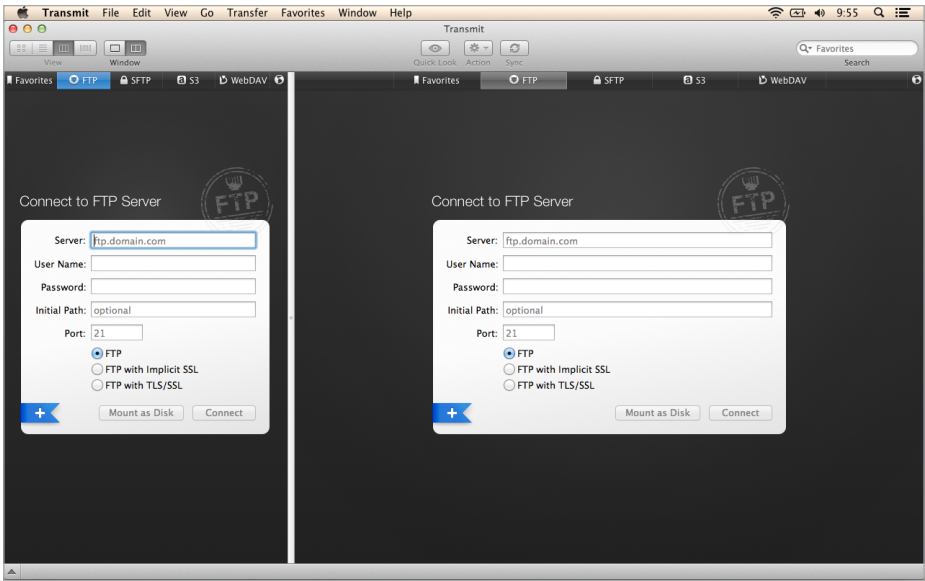 Transmit File Edit View Go Transfer Favorites Window Help 9:55
Transmit
Favorites
View Window Quick Look Action Sync Search
Favorites FTP SFTP S3 WebDAV
Favorites FTP SFTP S3 WebDAV
Connect to FTP Server
FTP
Server: ftp.domain.com
User Name:
Password:
Initial Path: optional
Port: 21
FTP
FTP with Implicit SSL
FTP with TLS/SSL
+
Mount as Disk Connect
Connect to FTP Server
FTP
Server: ftp.domain.com
User Name:
Password:
Initial Path: optional
Port: 21
FTP
FTP with Implicit SSL
FTP with TLS/SSL
+
Mount as Disk Connect